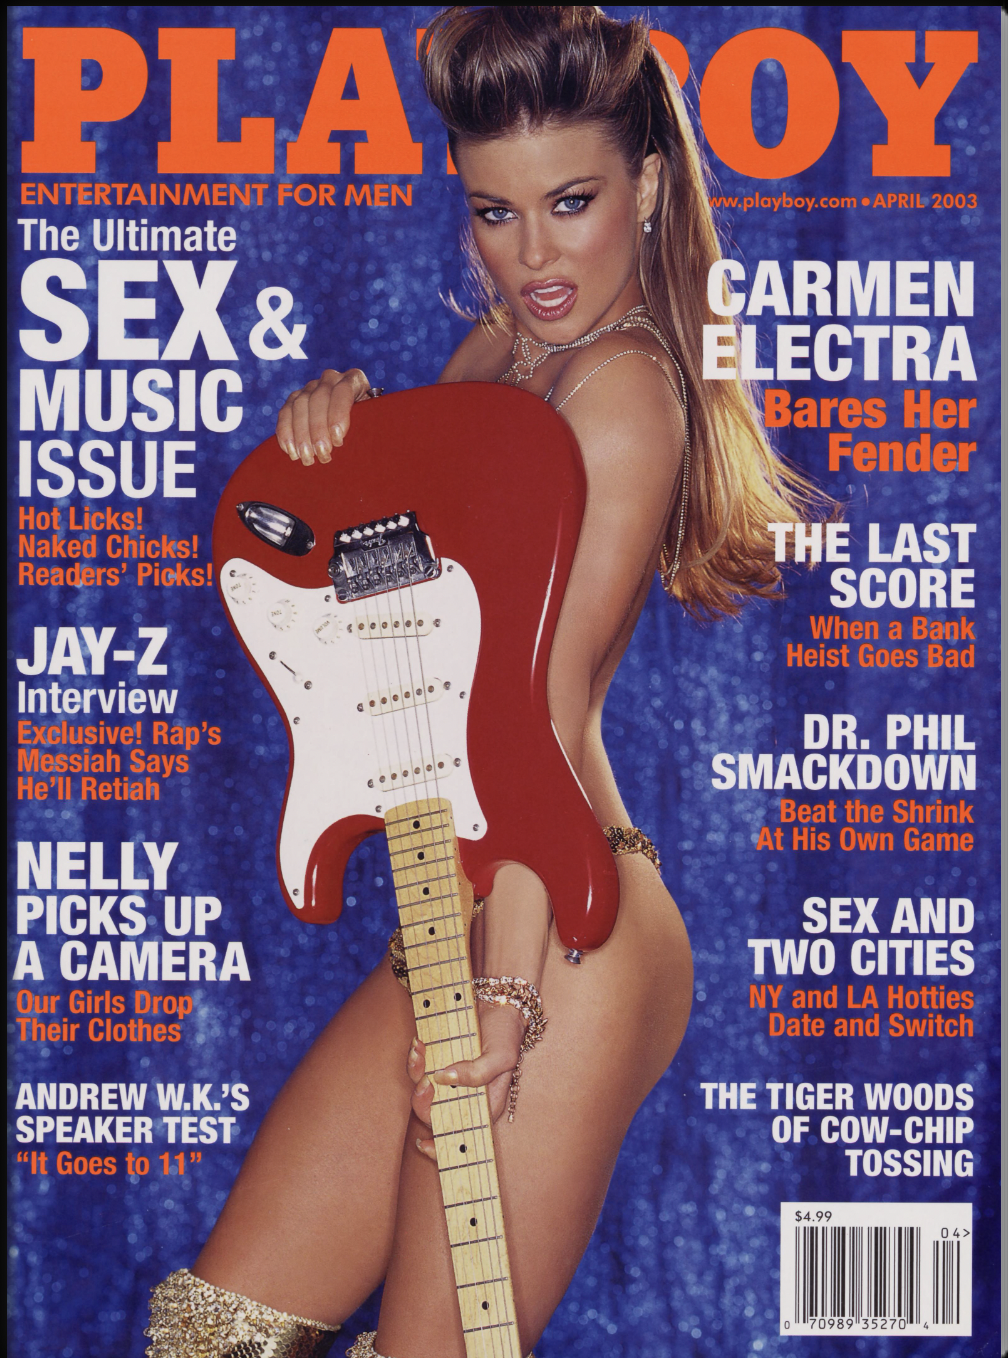 PLAYBOY
ENTERTAINMENT FOR MEN
www.playboy.com • APRIL 2003
The Ultimate
SEX &
MUSIC
ISSUE
Hot Licks!
Naked Chicks!
Readers' Picks!
JAY-Z
Interview
Exclusive! Rap's
Messiah Says
He'll Retiah
NELLY
PICKS UP
A CAMERA
Our Girls Drop
Their Clothes
ANDREW W.K.'S
SPEAKER TEST
“It Goes to 11”
CARMEN
ELECTRA
Bares Her
Fender
THE LAST
SCORE
When a Bank
Heist Goes Bad
DR. PHIL
SMACKDOWN
Beat the Shrink
At His Own Game
SEX AND
TWO CITIES
NY and LA Hotties
Date and Switch
THE TIGER WOODS
OF COW-CHIP
TOSSING
$4.99
04>
0 70989 35270 4